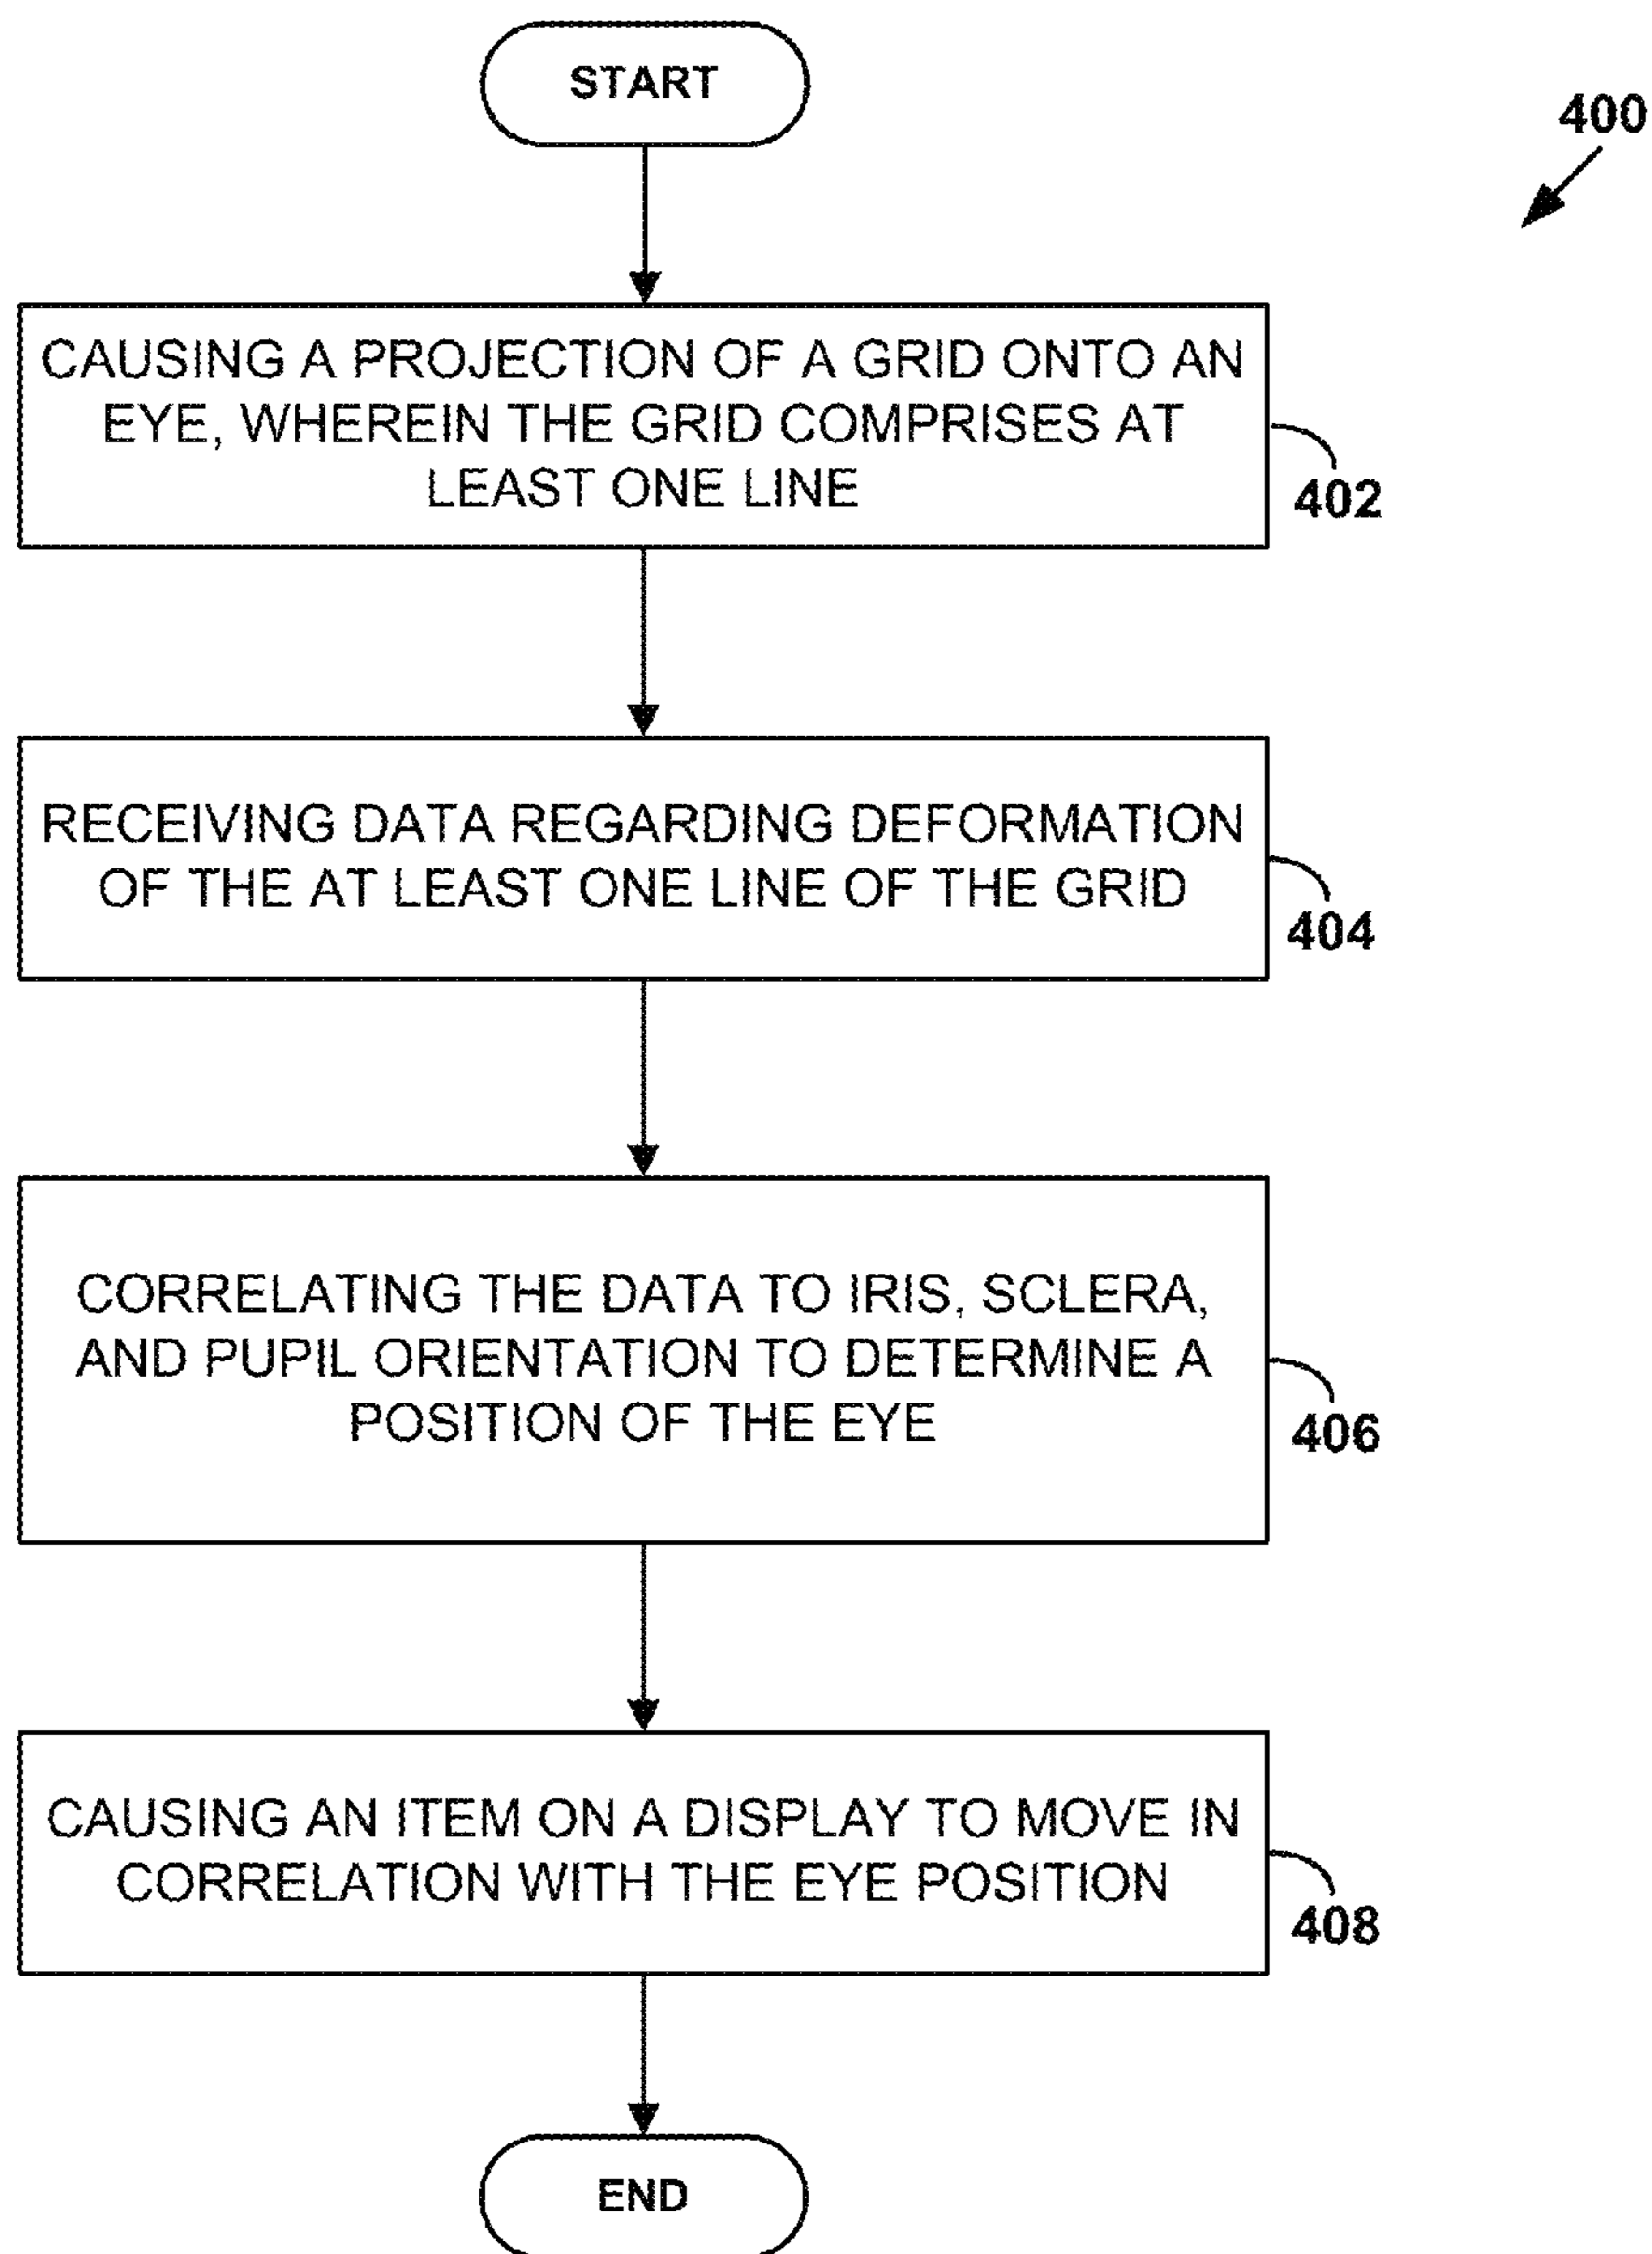 START
400
CAUSING A PROJECTION OF A GRID ONTO AN
EYE, WHEREIN THE GRID COMPRISES AT
LEAST ONE LINE
402
RECEIVING DATA REGARDING DEFORMATION
OF THE AT LEAST ONE LINE OF THE GRID
404
CORRELATING THE DATA TO IRIS, SCLERA,
AND PUPIL ORIENTATION TO DETERMINE A
POSITION OF THE EYE
406
CAUSING AN ITEM ON A DISPLAY TO MOVE IN
CORRELATION WITH THE EYE POSITION
408
END